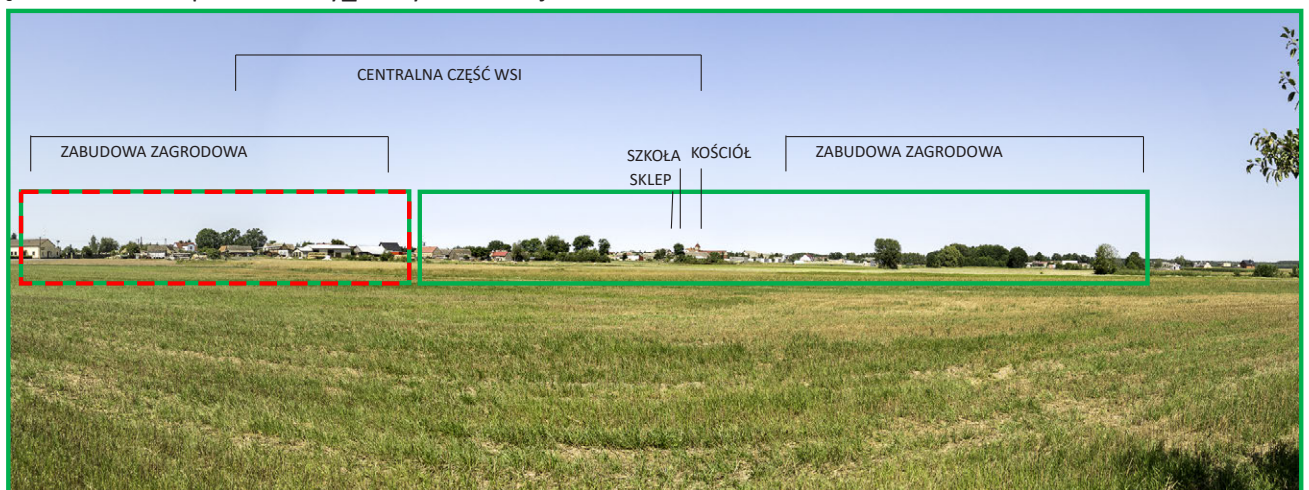 CENTRALNA CZĘŚĆ WSI
ZABUDOWA ZAGRODOWA
SZKOŁA
KOŚCIÓŁ
ZABUDOWA ZAGRODOWA
SKLEP